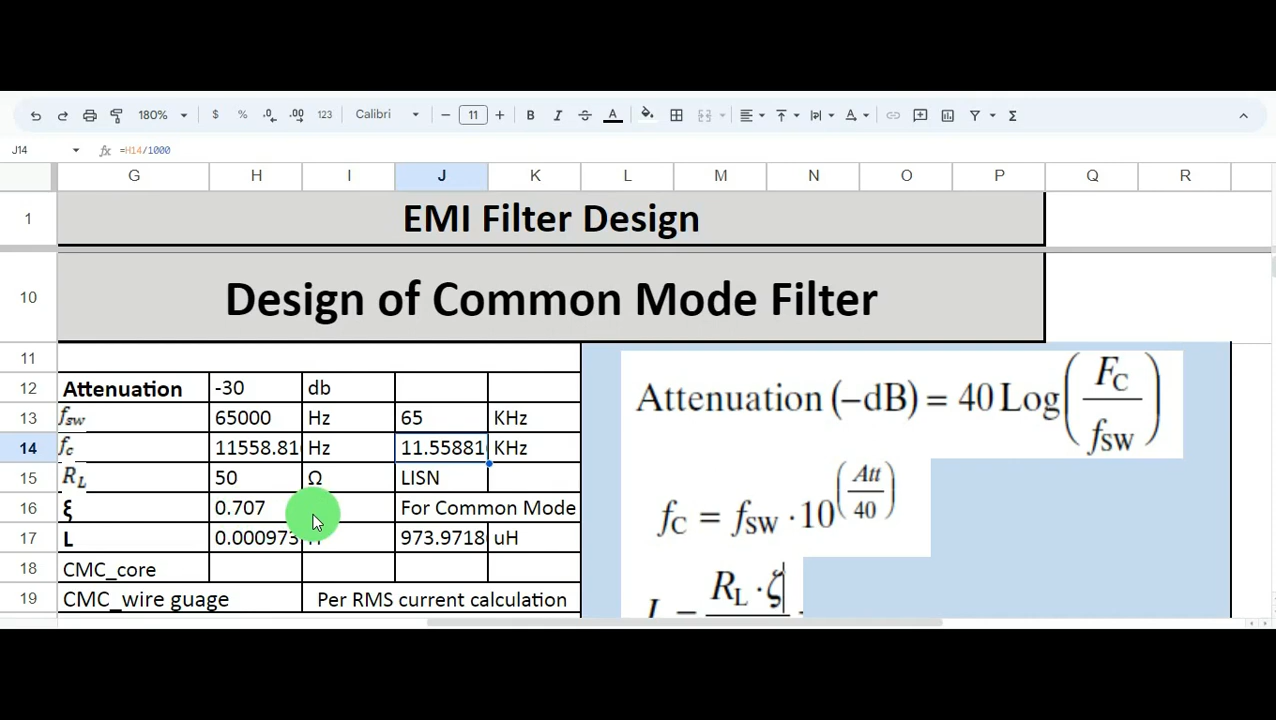 180% $ % .0 .00 123 Calibri 11 B I S A
J14 fx =H14/1000
G H I J K L M N O P Q R
1 EMI Filter Design
10 Design of Common Mode Filter
11
12 Attenuation -30 db
13 fsw 65000 Hz 65 KHz
14 fc 11558.81 Hz 11.55881 KHz
15 RL 50 Ω LISN
16 ξ 0.707 For Common Mode
17 L 0.000973 973.9718 uH
18 CMC_core
19 CMC_wire guage Per RMS current calculation
Attenuation (−dB) = 40 Log(FC/fSW)
fC = fSW · 10^(Att/40)
RL · ζ